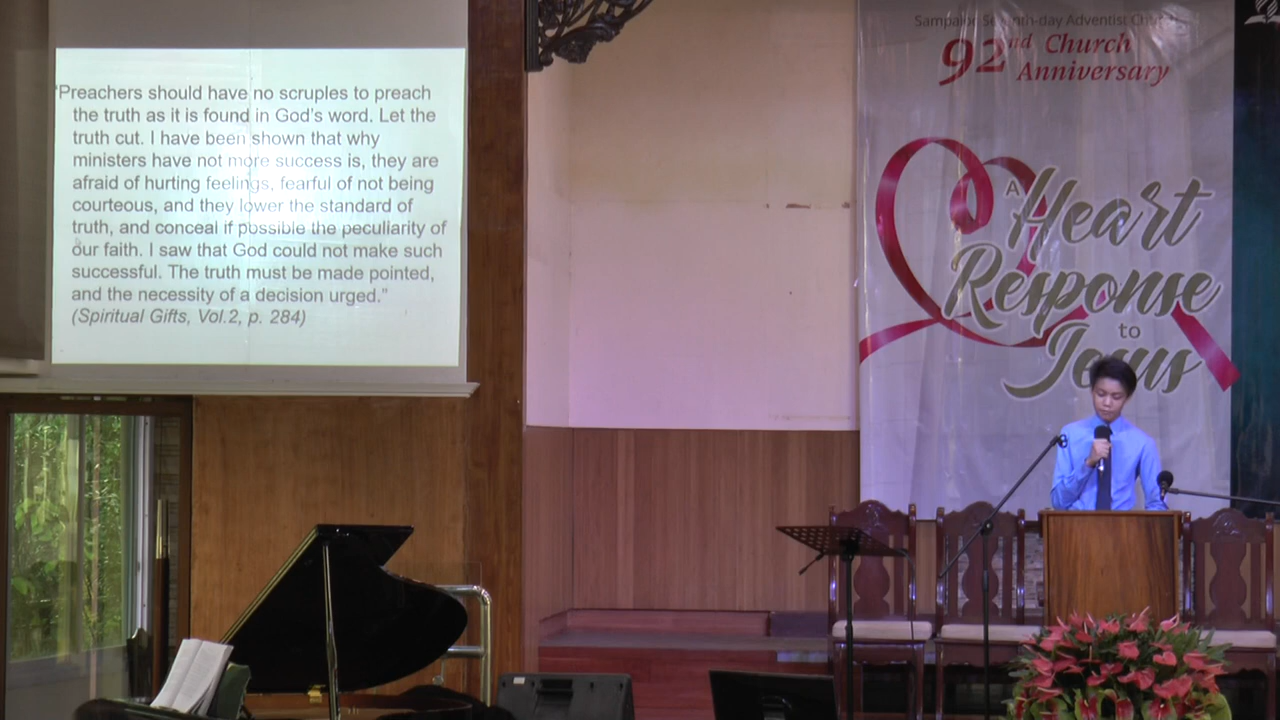 "Preachers should have no scruples to preach
the truth as it is found in God's word. Let the
truth cut. I have been shown that why
ministers have not more success is, they are
afraid of hurting feelings, fearful of not being
courteous, and they lower the standard of
truth, and conceal if possible the peculiarity of
our faith. I saw that God could not make such
successful. The truth must be made pointed,
and the necessity of a decision urged."
(Spiritual Gifts, Vol.2, p. 284)
Sampaloc Seventh-day Adventist Church
92nd Church
Anniversary
A Heart
Response
to
Jesus